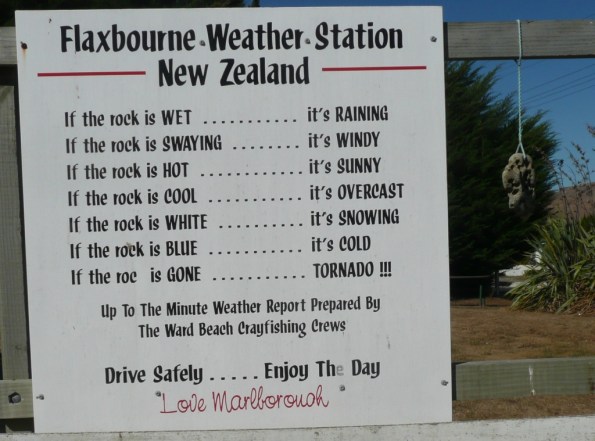 Flaxbourne Weather Station
New Zealand
If the rock is WET ........... it's RAINING
If the rock is SWAYING ........ it's WINDY
If the rock is HOT ........... it's SUNNY
If the rock is COOL .......... it's OVERCAST
If the rock is WHITE .......... it's SNOWING
If the rock is BLUE ........... it's COLD
If the roc is GONE ........... TORNADO !!!
Up To The Minute Weather Report Prepared By
The Ward Beach Crayfishing Crews
Drive Safely ..... Enjoy The Day
Love Marlborough